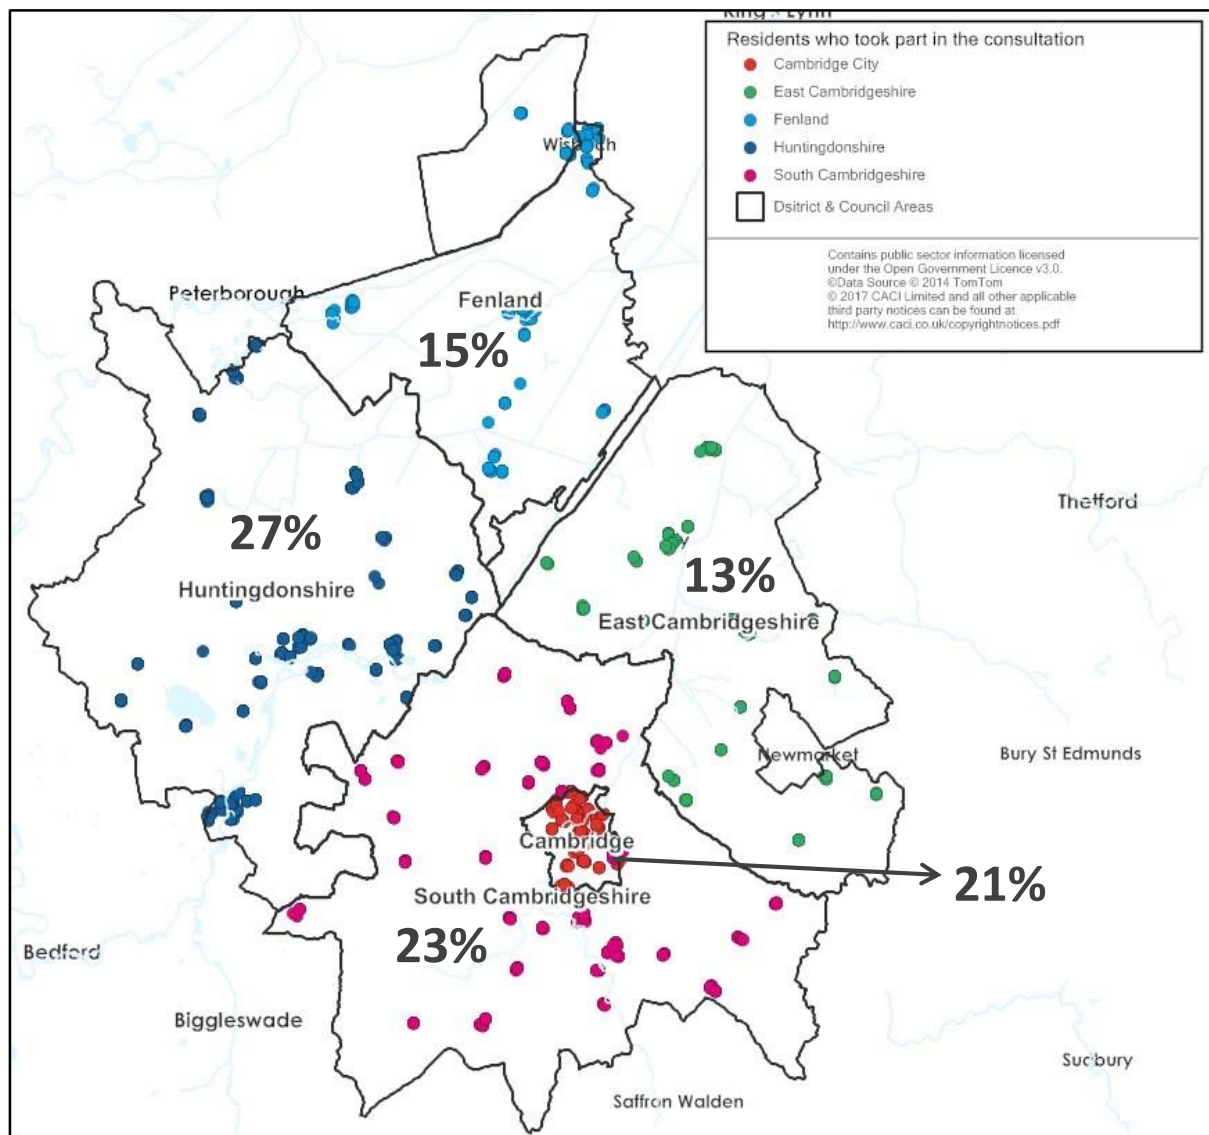 King's Lynn
Residents who took part in the consultation
Cambridge City
East Cambridgeshire
Fenland
Huntingdonshire
South Cambridgeshire
Dsitrict & Council Areas
Contains public sector information licensed
under the Open Government Licence v3.0.
©Data Source © 2014 TomTom
© 2017 CACI Limited and all other applicable
third party notices can be found at
http://www.caci.co.uk/copyrightnotices.pdf
Wisbech
Peterborough
Fenland
15%
Thetford
27%
Huntingdonshire
13%
East Cambridgeshire
Newmarket
Bury St Edmunds
Cambridge
21%
South Cambridgeshire
23%
Bedford
Biggleswade
Sudbury
Saffron Walden